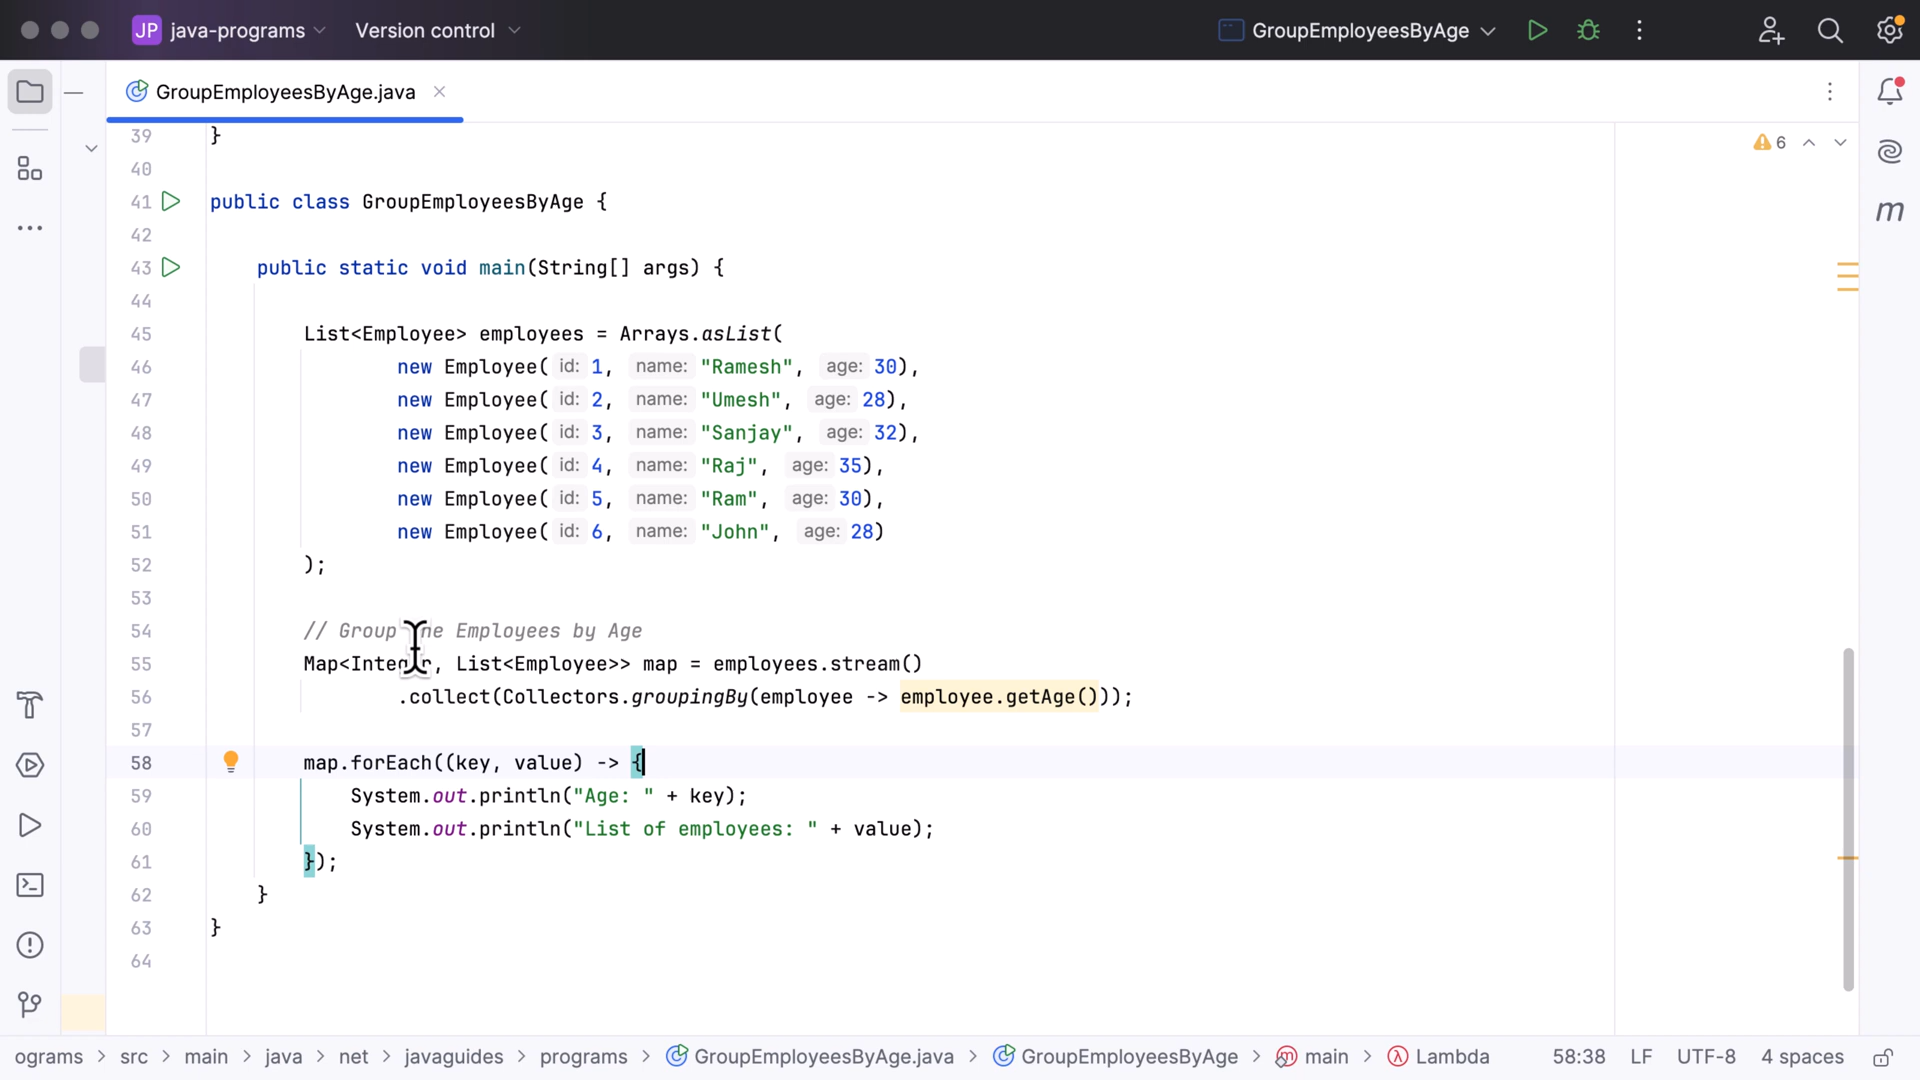 JP java-programs Version control GroupEmployeesByAge
GroupEmployeesByAge.java
6
39 }
40
41 public class GroupEmployeesByAge {
42
43 public static void main(String[] args) {
44
45 List<Employee> employees = Arrays.asList(
46 new Employee( id: 1, name: "Ramesh", age: 30),
47 new Employee( id: 2, name: "Umesh", age: 28),
48 new Employee( id: 3, name: "Sanjay", age: 32),
49 new Employee( id: 4, name: "Raj", age: 35),
50 new Employee( id: 5, name: "Ram", age: 30),
51 new Employee( id: 6, name: "John", age: 28)
52 );
53
54 // Group the Employees by Age
55 Map<Integer, List<Employee>> map = employees.stream()
56 .collect(Collectors.groupingBy(employee -> employee.getAge()));
57
58 map.forEach((key, value) -> {
59 System.out.println("Age: " + key);
60 System.out.println("List of employees: " + value);
61 });
62 }
63 }
64
m
ograms > src > main > java > net > javaguides > programs > GroupEmployeesByAge.java > GroupEmployeesByAge > main > Lambda 58:38 LF UTF-8 4 spaces